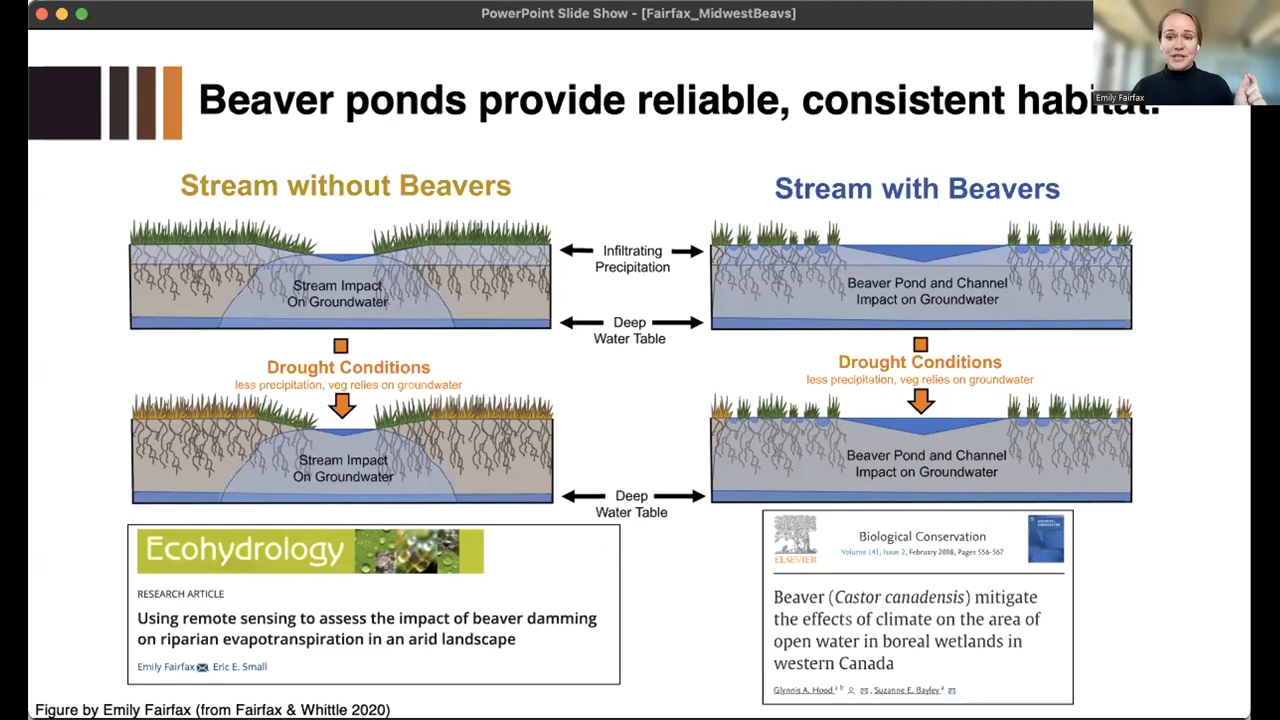 PowerPoint Slide Show - [Fairfax_MidwestBeavs]
Emily Fairfax
Beaver ponds provide reliable, consistent habitat.
Stream without Beavers
Stream with Beavers
Infiltrating
Precipitation
Stream Impact
On Groundwater
Beaver Pond and Channel
Impact on Groundwater
Deep
Water Table
Drought Conditions
less precipitation, veg relies on groundwater
Drought Conditions
less precipitation, veg relies on groundwater
Stream Impact
On Groundwater
Beaver Pond and Channel
Impact on Groundwater
Deep
Water Table
Ecohydrology
RESEARCH ARTICLE
Using remote sensing to assess the impact of beaver damming
on riparian evapotranspiration in an arid landscape
Emily Fairfax Eric E. Small
ELSEVIER
Biological Conservation
Volume 141, Issue 2, February 2008, Pages 556-567
Beaver (Castor canadensis) mitigate
the effects of climate on the area of
open water in boreal wetlands in
western Canada
Glynnis A. Hood a b, Suzanne E. Bayley a
Figure by Emily Fairfax (from Fairfax & Whittle 2020)